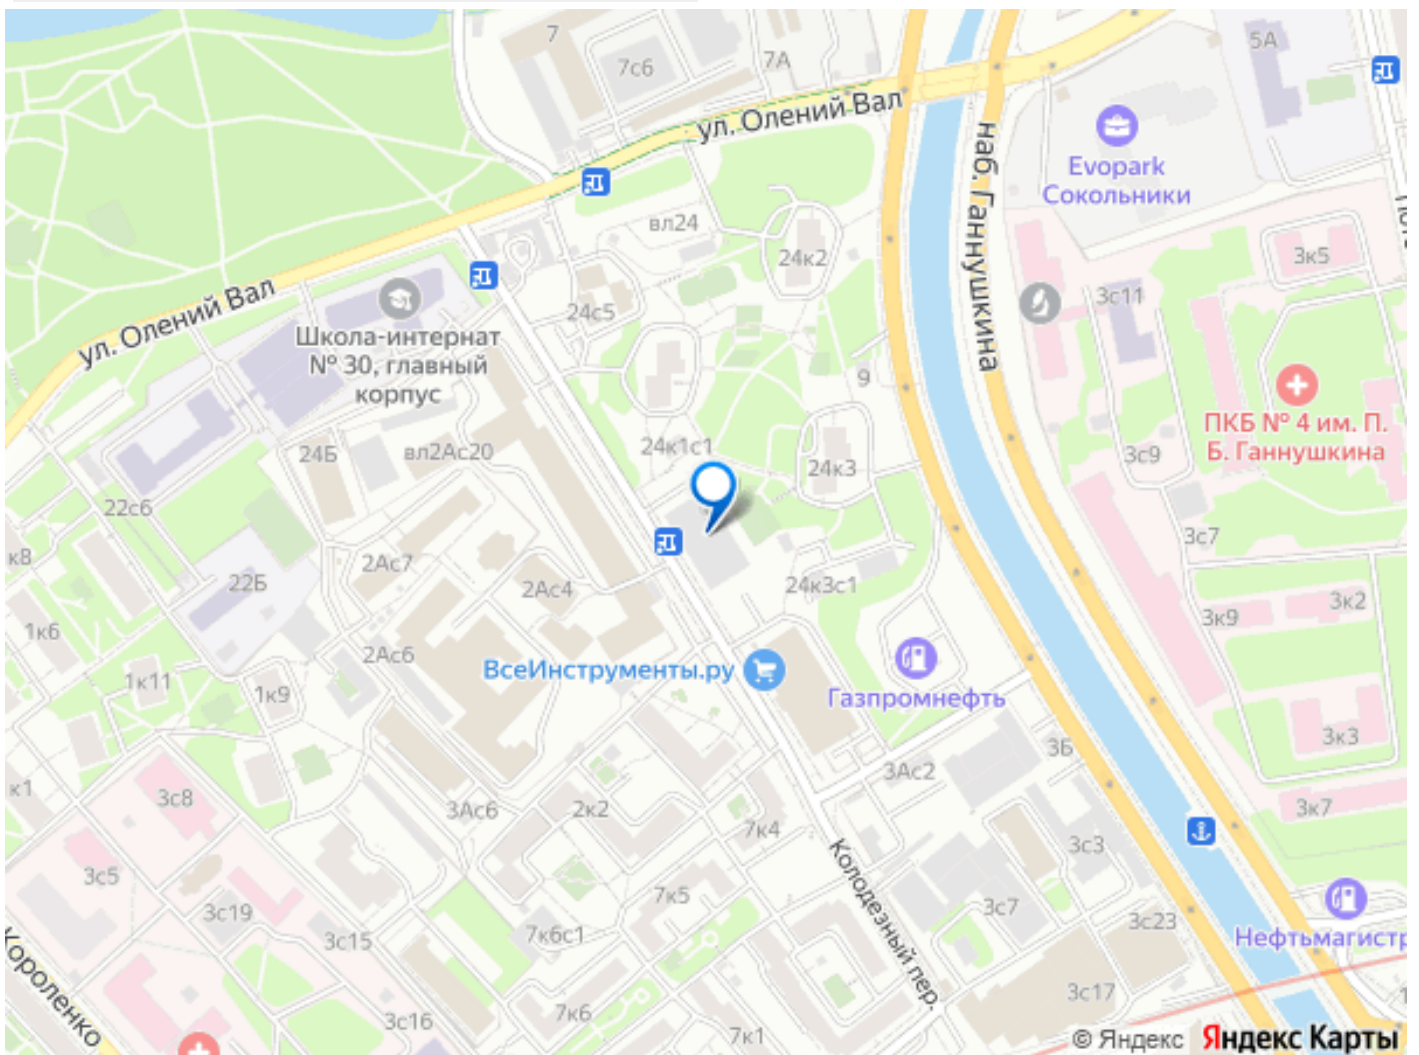 7
7с6
7А
5А
ул. Олений Вал
наб. Ганнушкина
Evopark
Сокольники
вл24
24к2
3к5
3с11
24с5
ул. Олений Вал
Школа-интернат
№ 30, главный
корпус
9
ПКБ № 4 им. П.
Б. Ганнушкина
24Б
вл2Ас20
24к1с1
24к3
3с9
22с6
3с7
к8
2Ас7
22Б
2Ас4
24к3с1
3к2
3к9
1к6
2Ас6
1к11
1к9
ВсеИнструменты.ру
Газпромнефть
3Б
3к3
3Ас2
к1
3с8
3Ас6
2к2
7к4
3к7
3с3
Колодезный пер.
3с5
3с19
7к5
3с7
3с23
3с15
7к6с1
Нефтьмагистр
Короленко
3с17
3с16
7к6
7к1
© Яндекс Яндекс Карты